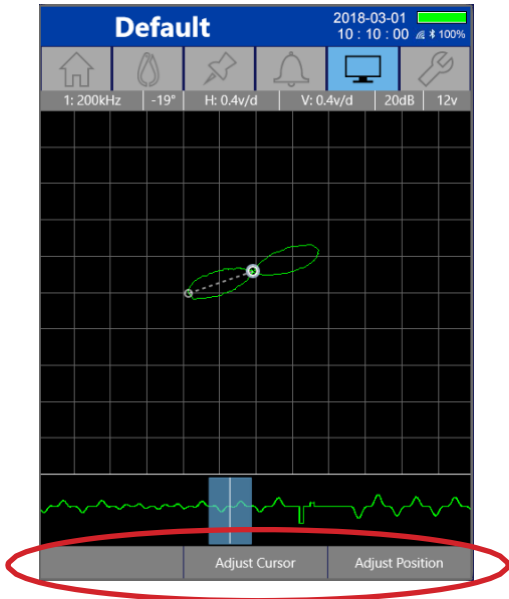 Default
2018-03-01
10 : 10 : 00 100%
1: 200kHz -19° H: 0.4v/d V: 0.4v/d 20dB 12v
Adjust Cursor Adjust Position